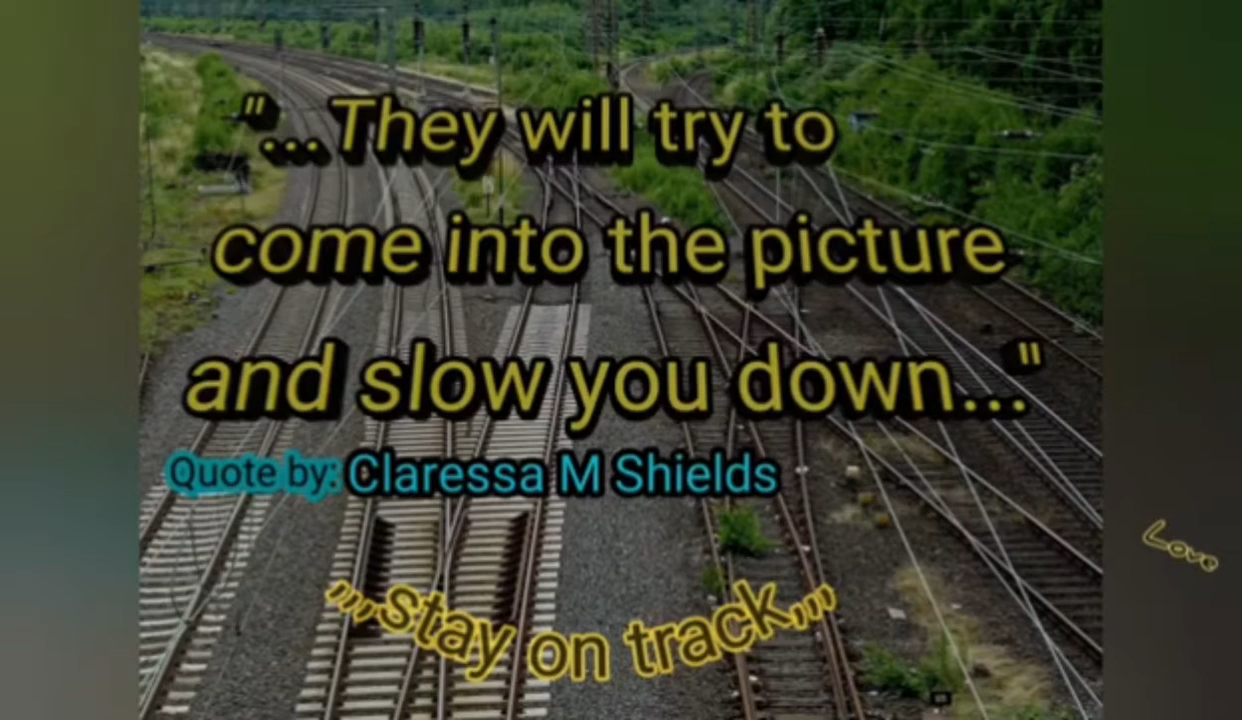 "...They will try to
come into the picture
and slow you down..."
Quote by: Claressa M Shields
Love
,,,,stay on track,,,,